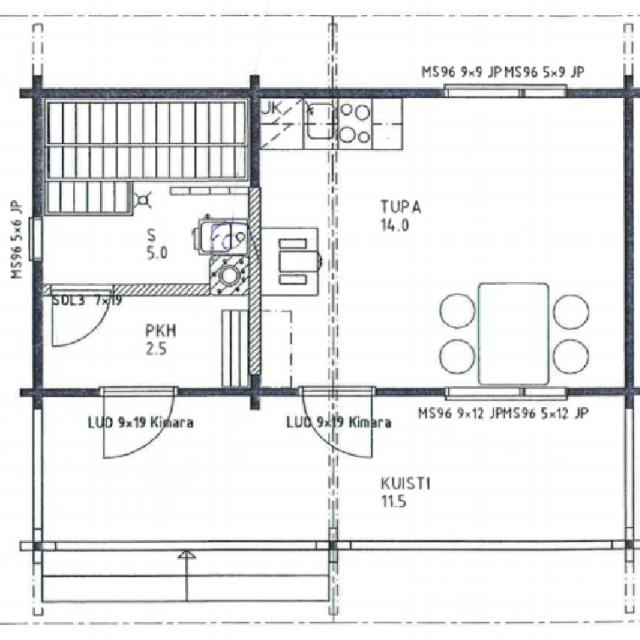 MS96 9×9 JP MS96 5×9 JP
JK
MS96 5×6 JP
TUPA
14.0
S
5.0
SOL3 7×19
PKH
2.5
MS96 9×12 JP MS96 5×12 JP
LUO 9×19 Kimara
LUO 9×19 Kimara
KUISTI
11.5